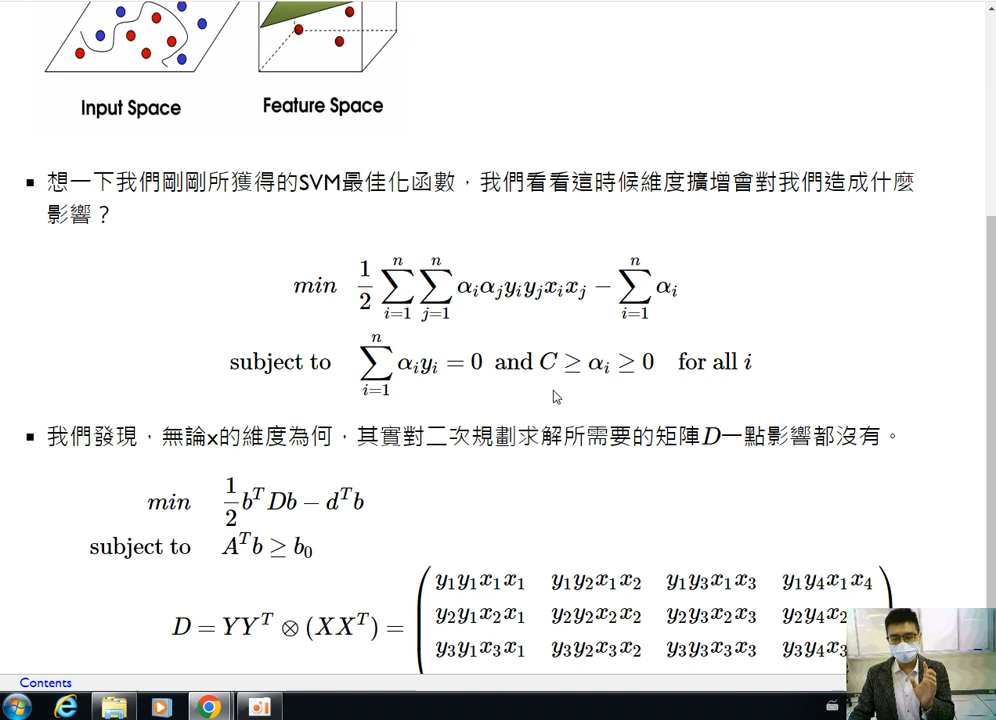 Input Space
Feature Space
▪ 想一下我們剛剛所獲得的SVM最佳化函數，我們看看這時候維度擴增會對我們造成什麼
影響？
min 1/2 ∑_{i=1}^{n} ∑_{j=1}^{n} α_i α_j y_i y_j x_i x_j − ∑_{i=1}^{n} α_i
subject to ∑_{i=1}^{n} α_i y_i = 0 and C ≥ α_i ≥ 0 for all i
▪ 我們發現，無論x的維度為何，其實對二次規劃求解所需要的矩陣D一點影響都沒有。
min 1/2 b^T Db − d^T b
subject to A^T b ≥ b_0
y_1y_1x_1x_1 y_1y_2x_1x_2 y_1y_3x_1x_3 y_1y_4x_1x_4
y_2y_1x_2x_1 y_2y_2x_2x_2 y_2y_3x_2x_3 y_2y_4x_2
D = YY^T ⊗ (XX^T) =
y_3y_1x_3x_1 y_3y_2x_3x_2 y_3y_3x_3x_3 y_3y_4x_3
Contents